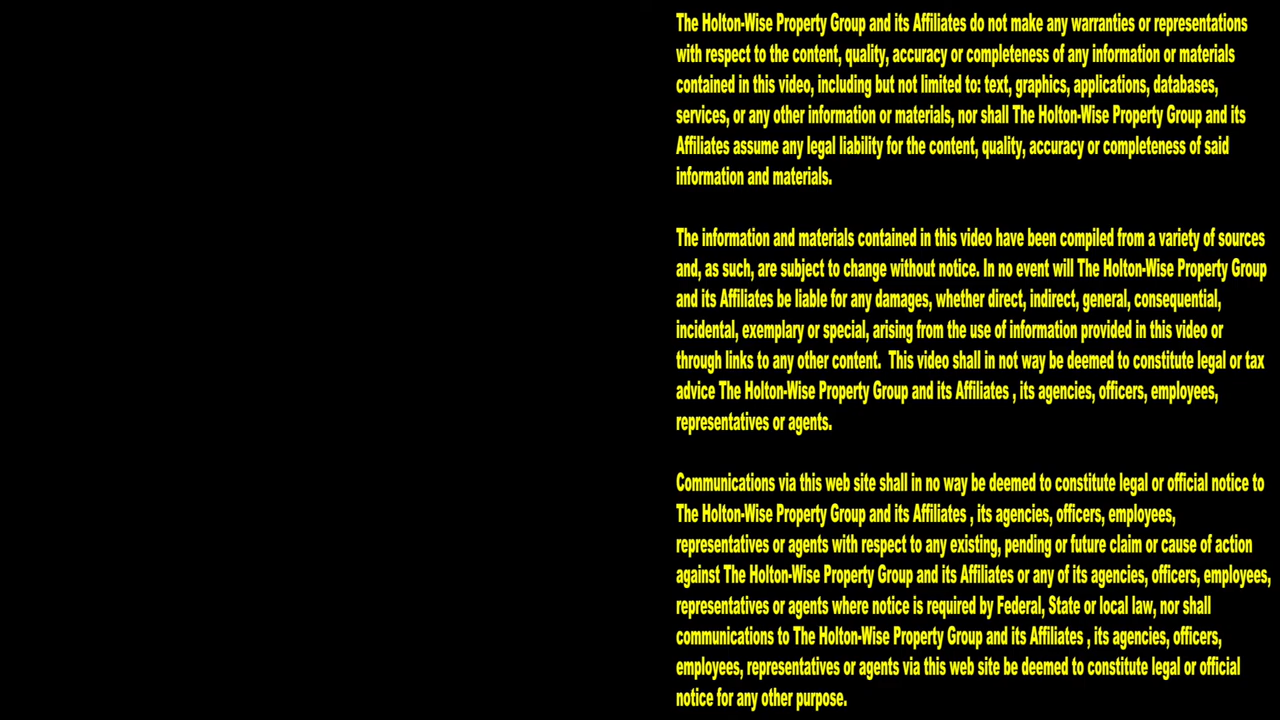 The Holton-Wise Property Group and its Affiliates do not make any warranties or representations
with respect to the content, quality, accuracy or completeness of any information or materials
contained in this video, including but not limited to: text, graphics, applications, databases,
services, or any other information or materials, nor shall The Holton-Wise Property Group and its
Affiliates assume any legal liability for the content, quality, accuracy or completeness of said
information and materials.
The information and materials contained in this video have been compiled from a variety of sources
and, as such, are subject to change without notice. In no event will The Holton-Wise Property Group
and its Affiliates be liable for any damages, whether direct, indirect, general, consequential,
incidental, exemplary or special, arising from the use of information provided in this video or
through links to any other content.  This video shall in not way be deemed to constitute legal or tax
advice The Holton-Wise Property Group and its Affiliates , its agencies, officers, employees,
representatives or agents.
Communications via this web site shall in no way be deemed to constitute legal or official notice to
The Holton-Wise Property Group and its Affiliates , its agencies, officers, employees,
representatives or agents with respect to any existing, pending or future claim or cause of action
against The Holton-Wise Property Group and its Affiliates or any of its agencies, officers, employees,
representatives or agents where notice is required by Federal, State or local law, nor shall
communications to The Holton-Wise Property Group and its Affiliates , its agencies, officers,
employees, representatives or agents via this web site be deemed to constitute legal or official
notice for any other purpose.